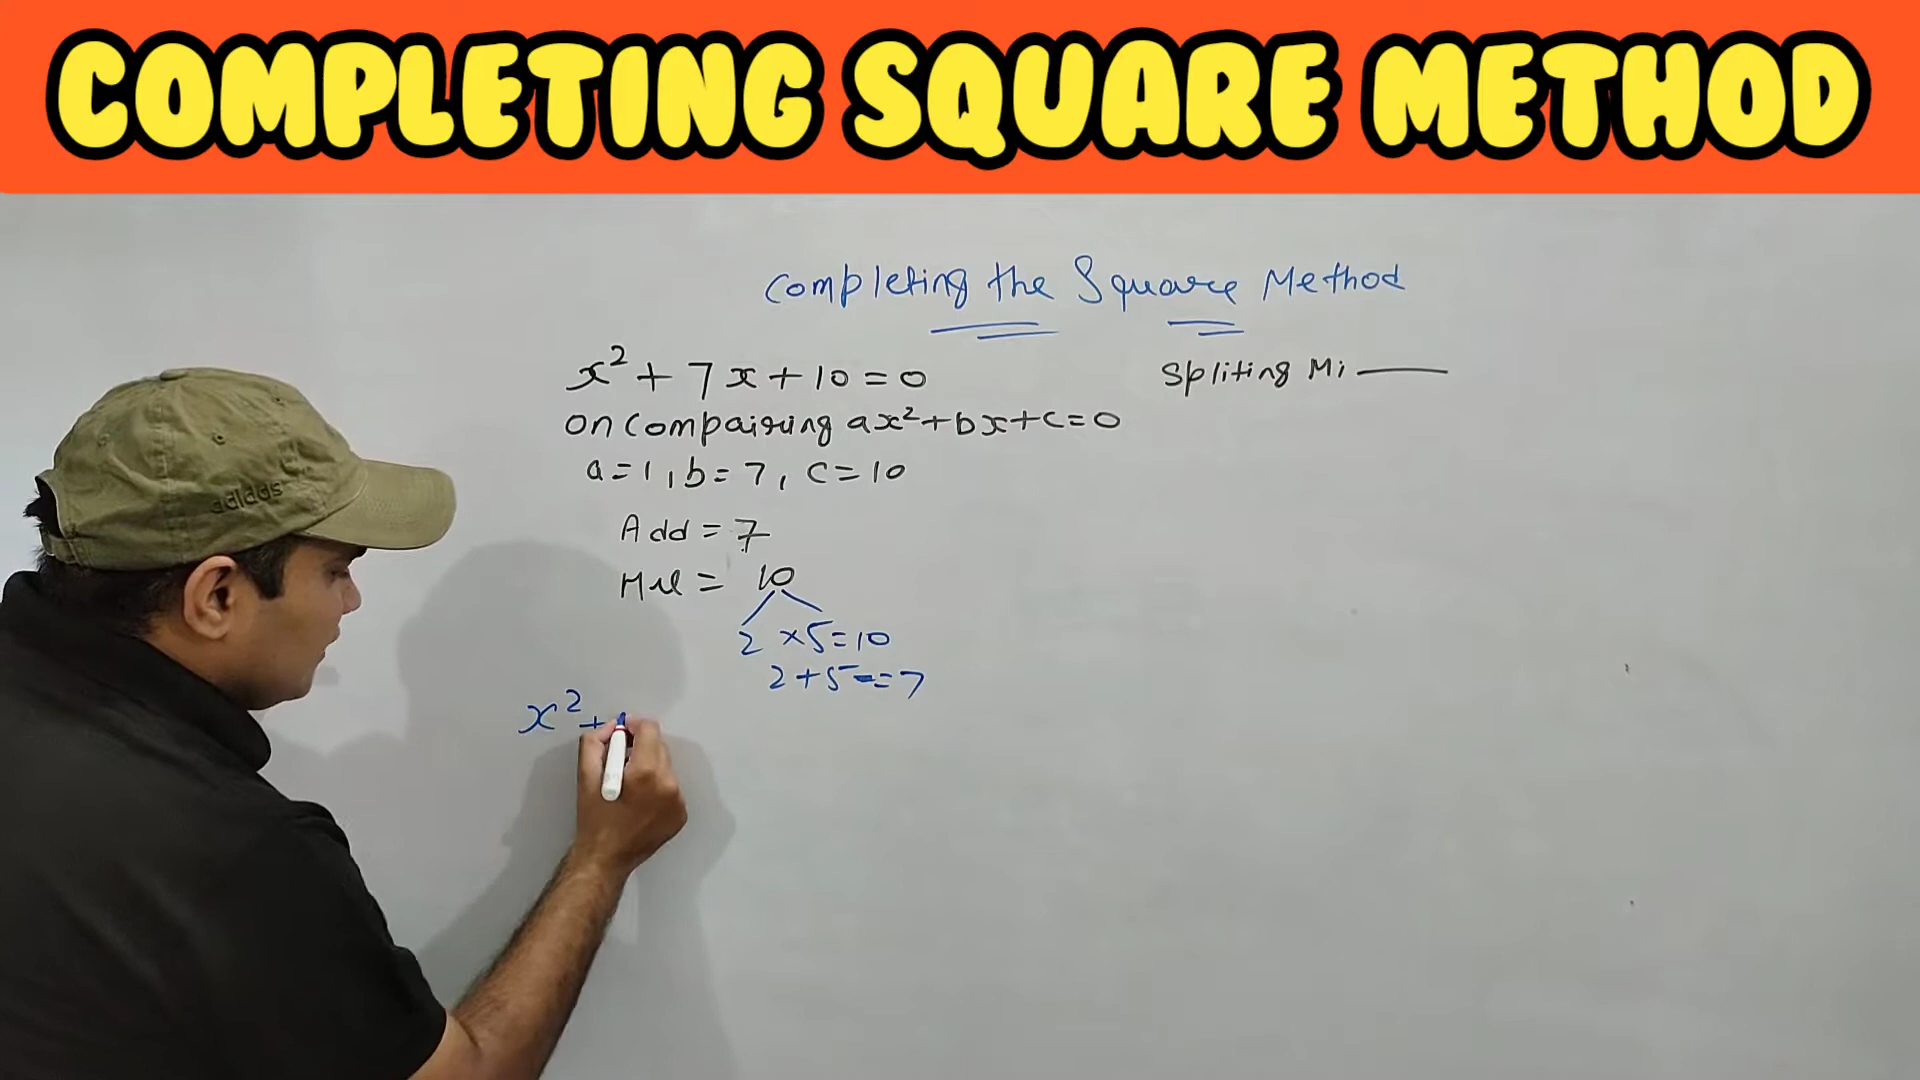 COMPLETING SQUARE METHOD
Completing the Square Method
x² + 7x + 10 = 0
Spliting Mi
on Compairing ax² + bx + c = 0
a = 1, b = 7, c = 10
Add = 7
Mul = 10
2 × 5 = 10
2 + 5 = 7
x² +
adidas